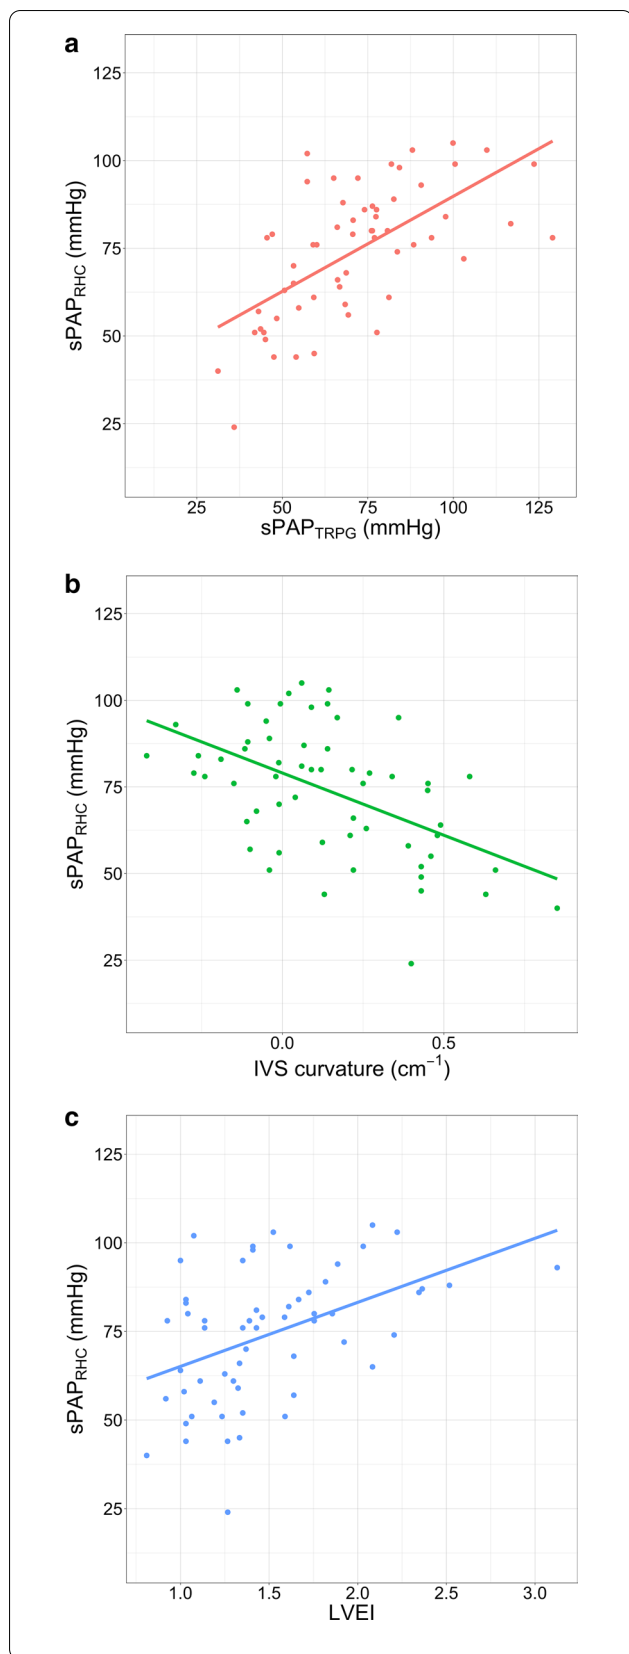 a
125
100
75
50
25
sPAPRHC (mmHg)
25 50 75 100 125
sPAPTRPG (mmHg)
b
125
100
75
50
25
sPAPRHC (mmHg)
0.0 0.5
IVS curvature (cm⁻¹)
c
125
100
75
50
25
sPAPRHC (mmHg)
1.0 1.5 2.0 2.5 3.0
LVEI